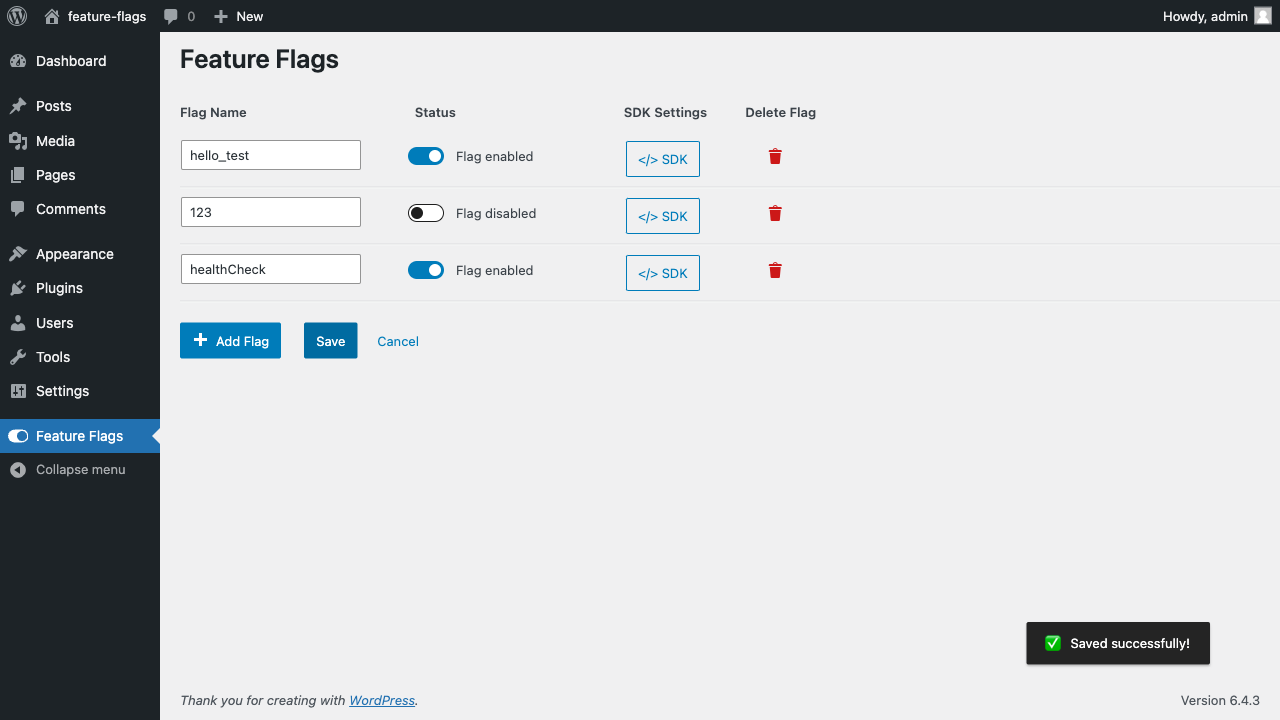 feature-flags 0 New Howdy, admin
Dashboard
Posts
Media
Pages
Comments
Appearance
Plugins
Users
Tools
Settings
Feature Flags
Collapse menu
Feature Flags
Flag Name Status SDK Settings Delete Flag
hello_test Flag enabled </> SDK
123 Flag disabled </> SDK
healthCheck Flag enabled </> SDK
Add Flag Save Cancel
Saved successfully!
Thank you for creating with WordPress. Version 6.4.3